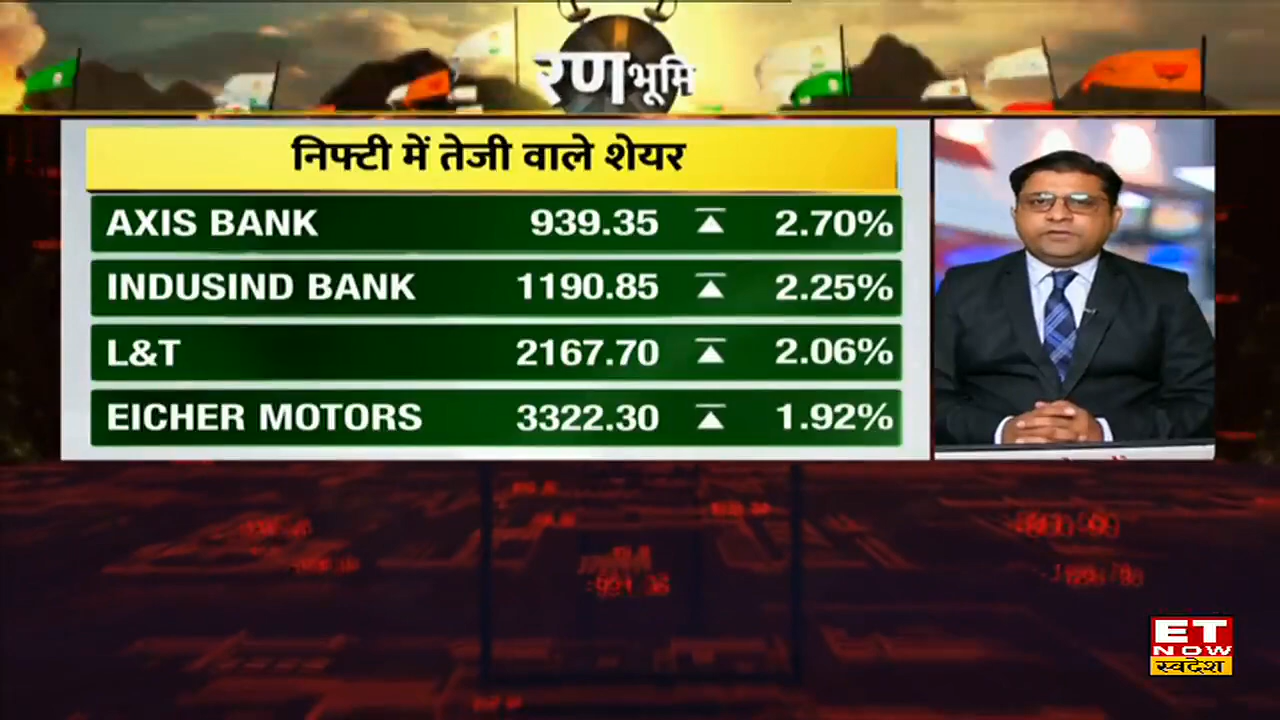 रणभूमि
निफ्टी में तेजी वाले शेयर
AXIS BANK 939.35 2.70%
INDUSIND BANK 1190.85 2.25%
L&T 2167.70 2.06%
EICHER MOTORS 3322.30 1.92%
ET
NOW
स्वदेश